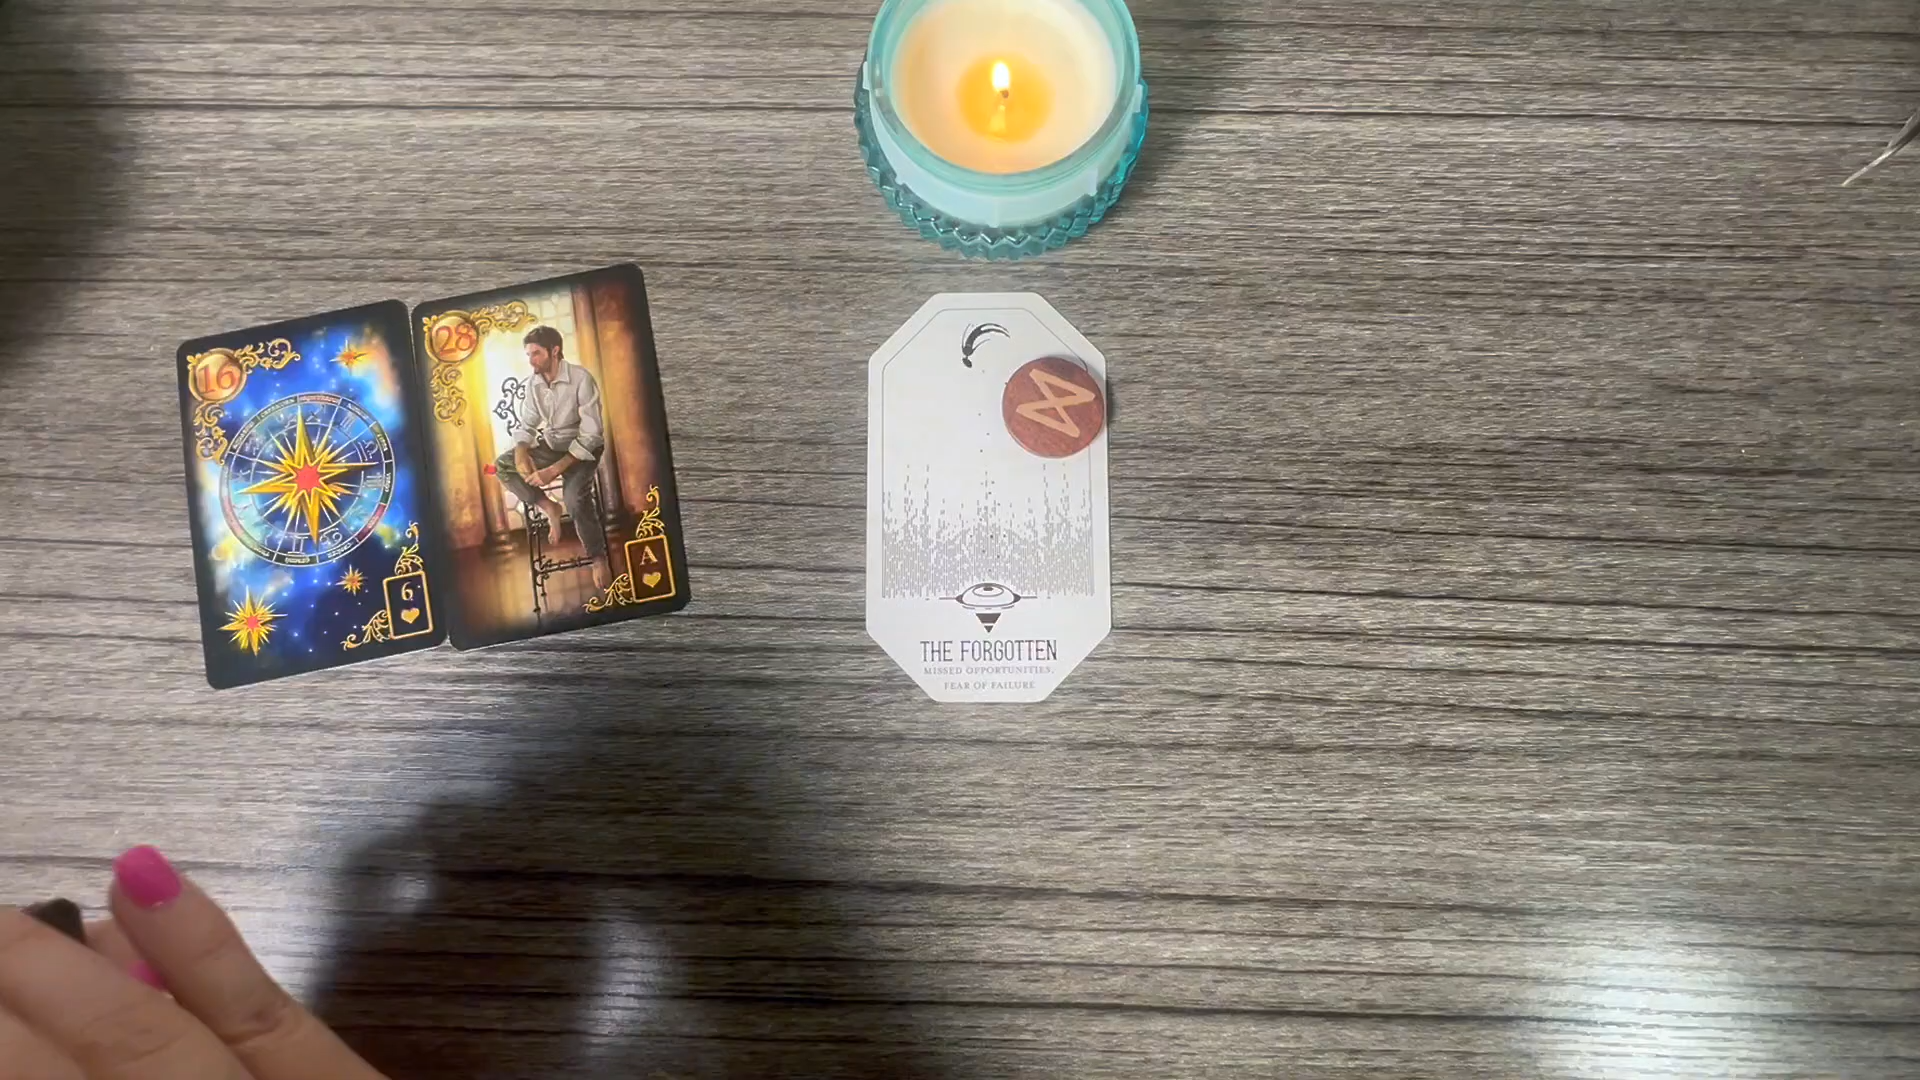 16
6
28
A
THE FORGOTTEN
MISSED OPPORTUNITIES,
FEAR OF FAILURE